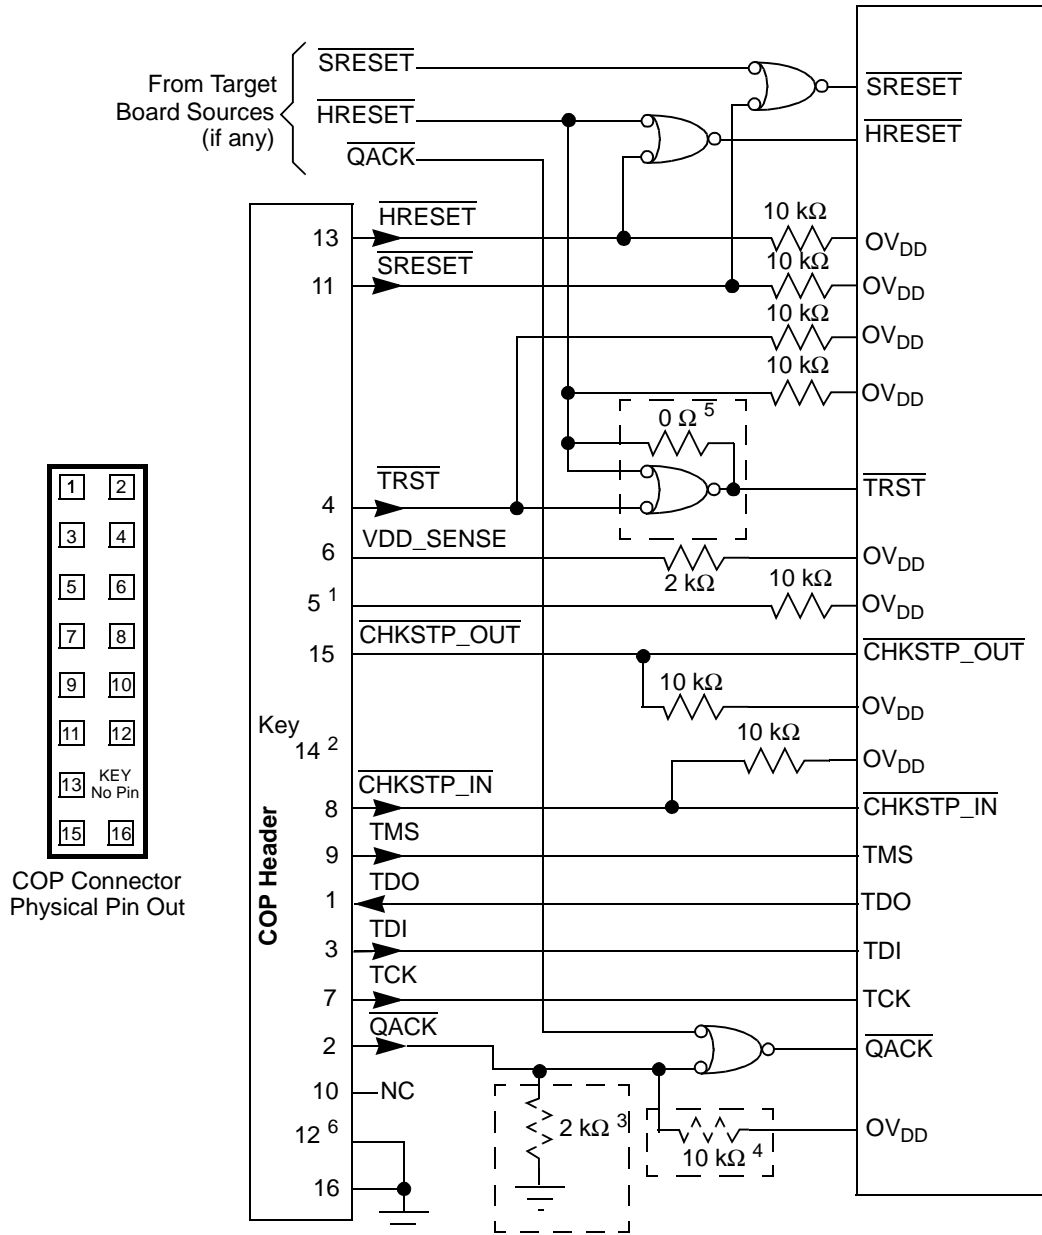 From Target
Board Sources
(if any)
SRESET
HRESET
QACK
SRESET
HRESET
13
HRESET
10 kΩ
OVDD
11
SRESET
10 kΩ
OVDD
10 kΩ
OVDD
10 kΩ
OVDD
0 Ω 5
4
TRST
TRST
6
VDD_SENSE
2 kΩ
OVDD
5 1
10 kΩ
OVDD
15
CHKSTP_OUT
CHKSTP_OUT
10 kΩ
OVDD
Key
14 2
10 kΩ
OVDD
8
CHKSTP_IN
CHKSTP_IN
9
TMS
TMS
1
TDO
TDO
3
TDI
TDI
7
TCK
TCK
2
QACK
QACK
10
NC
2 kΩ 3
10 kΩ 4
OVDD
12 6
16
COP Header
1 2
3 4
5 6
7 8
9 10
11 12
13 KEY
No Pin
15 16
COP Connector
Physical Pin Out